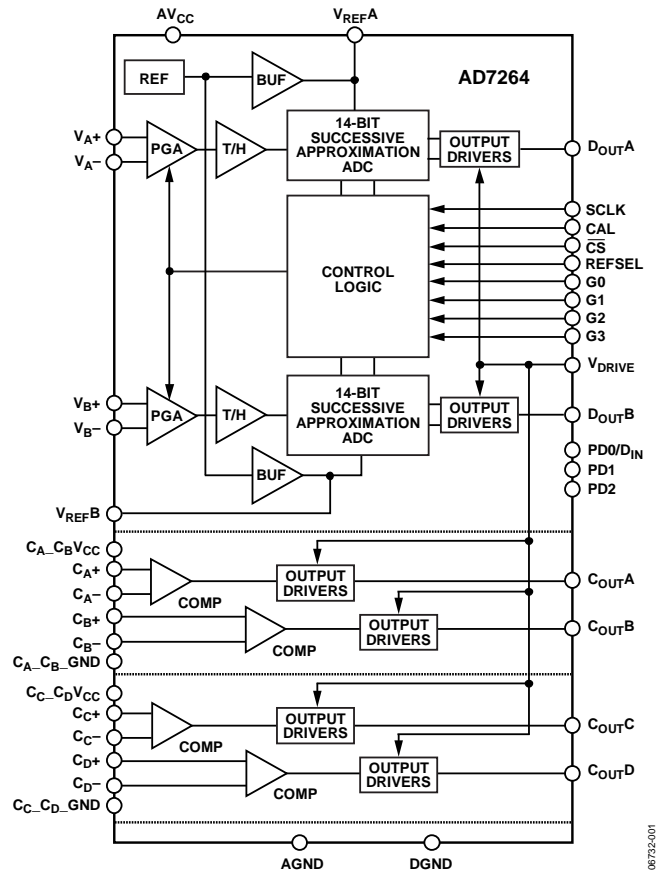 AVCC
VREFA
REF
BUF
AD7264
VA+
VA–
PGA
T/H
14-BIT
SUCCESSIVE
APPROXIMATION
ADC
OUTPUT
DRIVERS
DOUTA
SCLK
CAL
CS
REFSEL
G0
G1
G2
G3
CONTROL
LOGIC
VDRIVE
VB+
VB–
PGA
T/H
14-BIT
SUCCESSIVE
APPROXIMATION
ADC
OUTPUT
DRIVERS
DOUTB
PD0/DIN
PD1
PD2
BUF
VREFB
CA_CBVCC
CA+
CA–
COMP
OUTPUT
DRIVERS
COUTA
CB+
CB–
COMP
OUTPUT
DRIVERS
COUTB
CA_CB_GND
CC_CDVCC
CC+
CC–
COMP
OUTPUT
DRIVERS
COUTC
CD+
CD–
COMP
OUTPUT
DRIVERS
COUTD
CC_CD_GND
AGND
DGND
06732-001